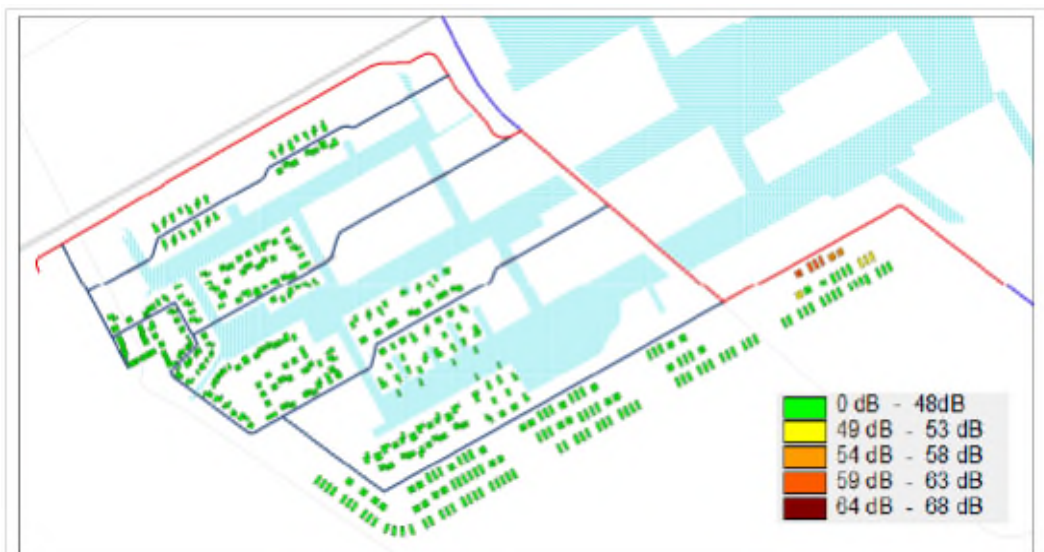 0 dB - 48dB
49 dB - 53 dB
54 dB - 58 dB
59 dB - 63 dB
64 dB - 68 dB